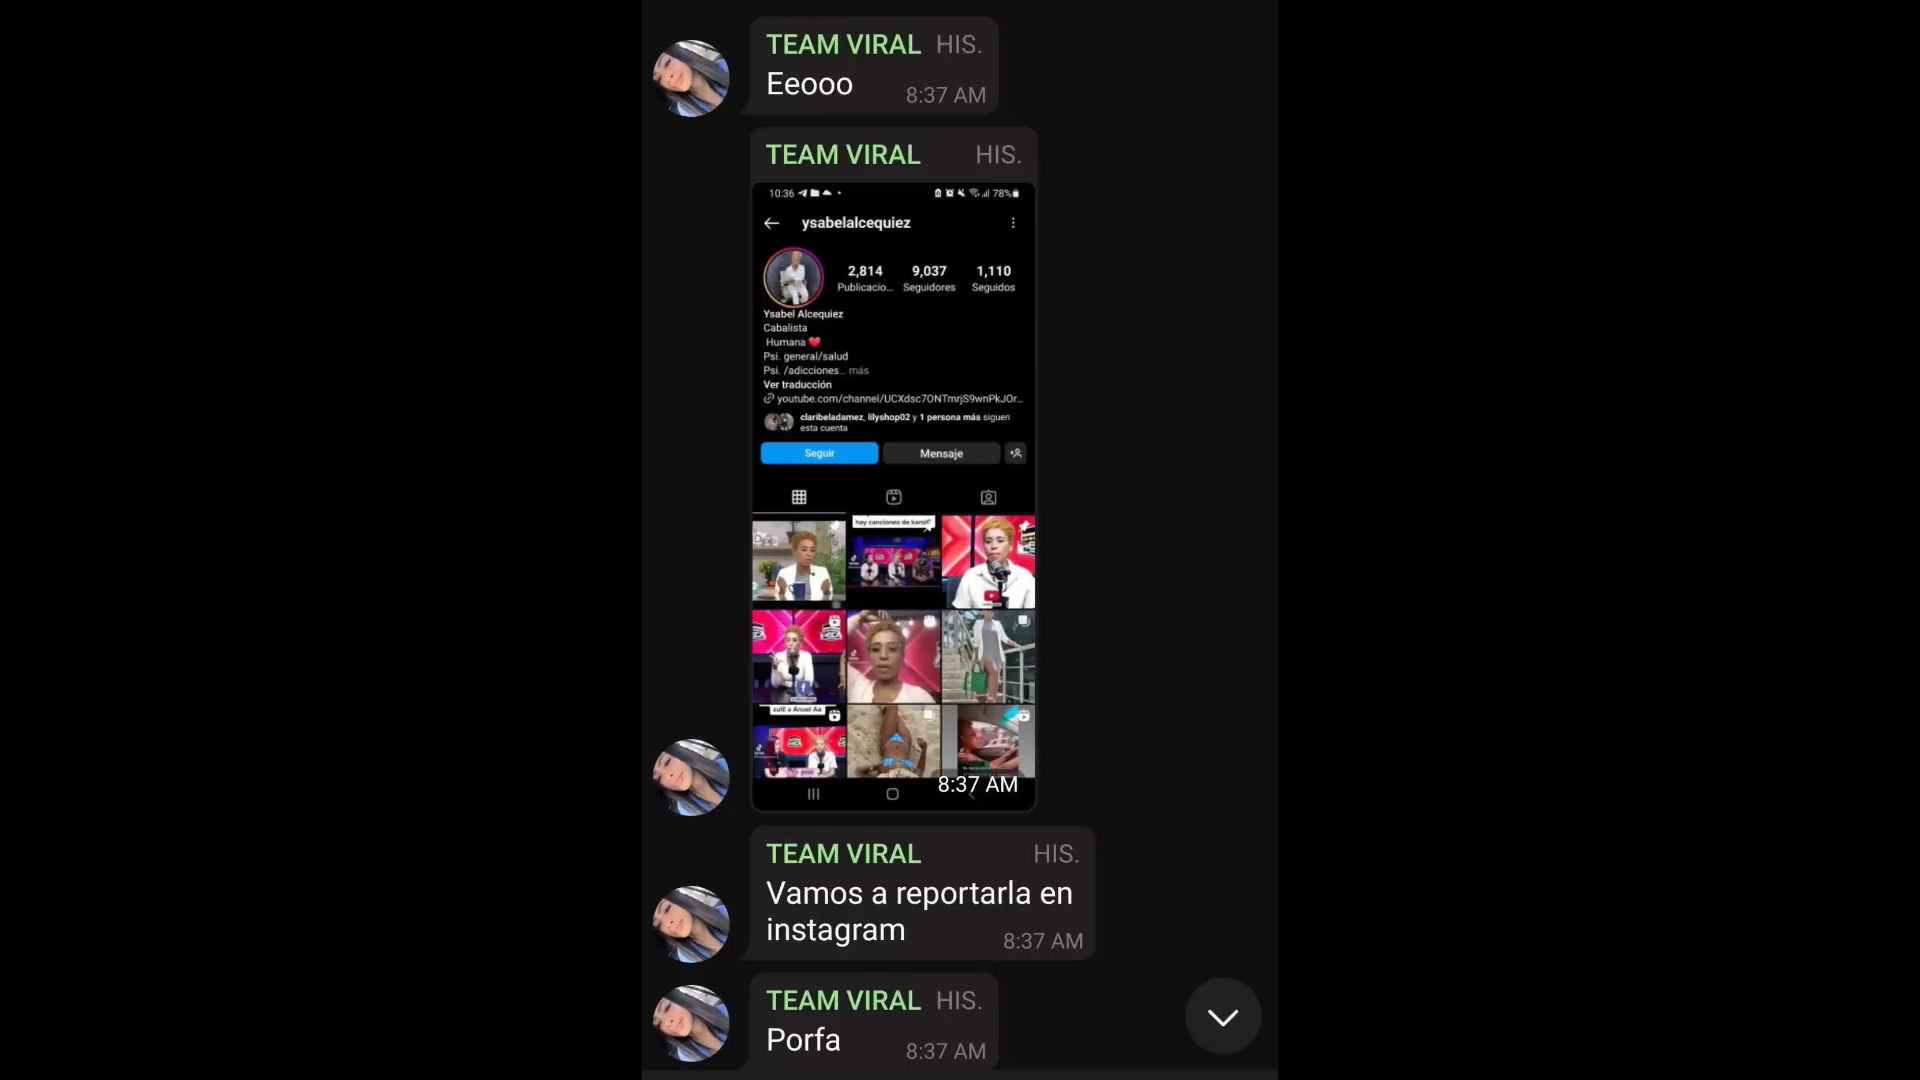 TEAM VIRAL HIS.
Eeooo
8:37 AM
TEAM VIRAL HIS.
10:36 78%
ysabelalcequiez
2,814 9,037 1,110
Publicacio... Seguidores Seguidos
Ysabel Alcequiez
Cabalista
Humana ❤️
Psi. general/salud
Psi. /adicciones... más
Ver traducción
youtube.com/channel/UCXdsc7ONTmrjS9wnPkJOr...
claribeladamez, lilyshop02 y 1 persona más siguen
esta cuenta
Seguir Mensaje
hay canciones de karol"
sutil a Anuel Aa
8:37 AM
TEAM VIRAL HIS.
Vamos a reportarla en
instagram
8:37 AM
TEAM VIRAL HIS.
Porfa
8:37 AM